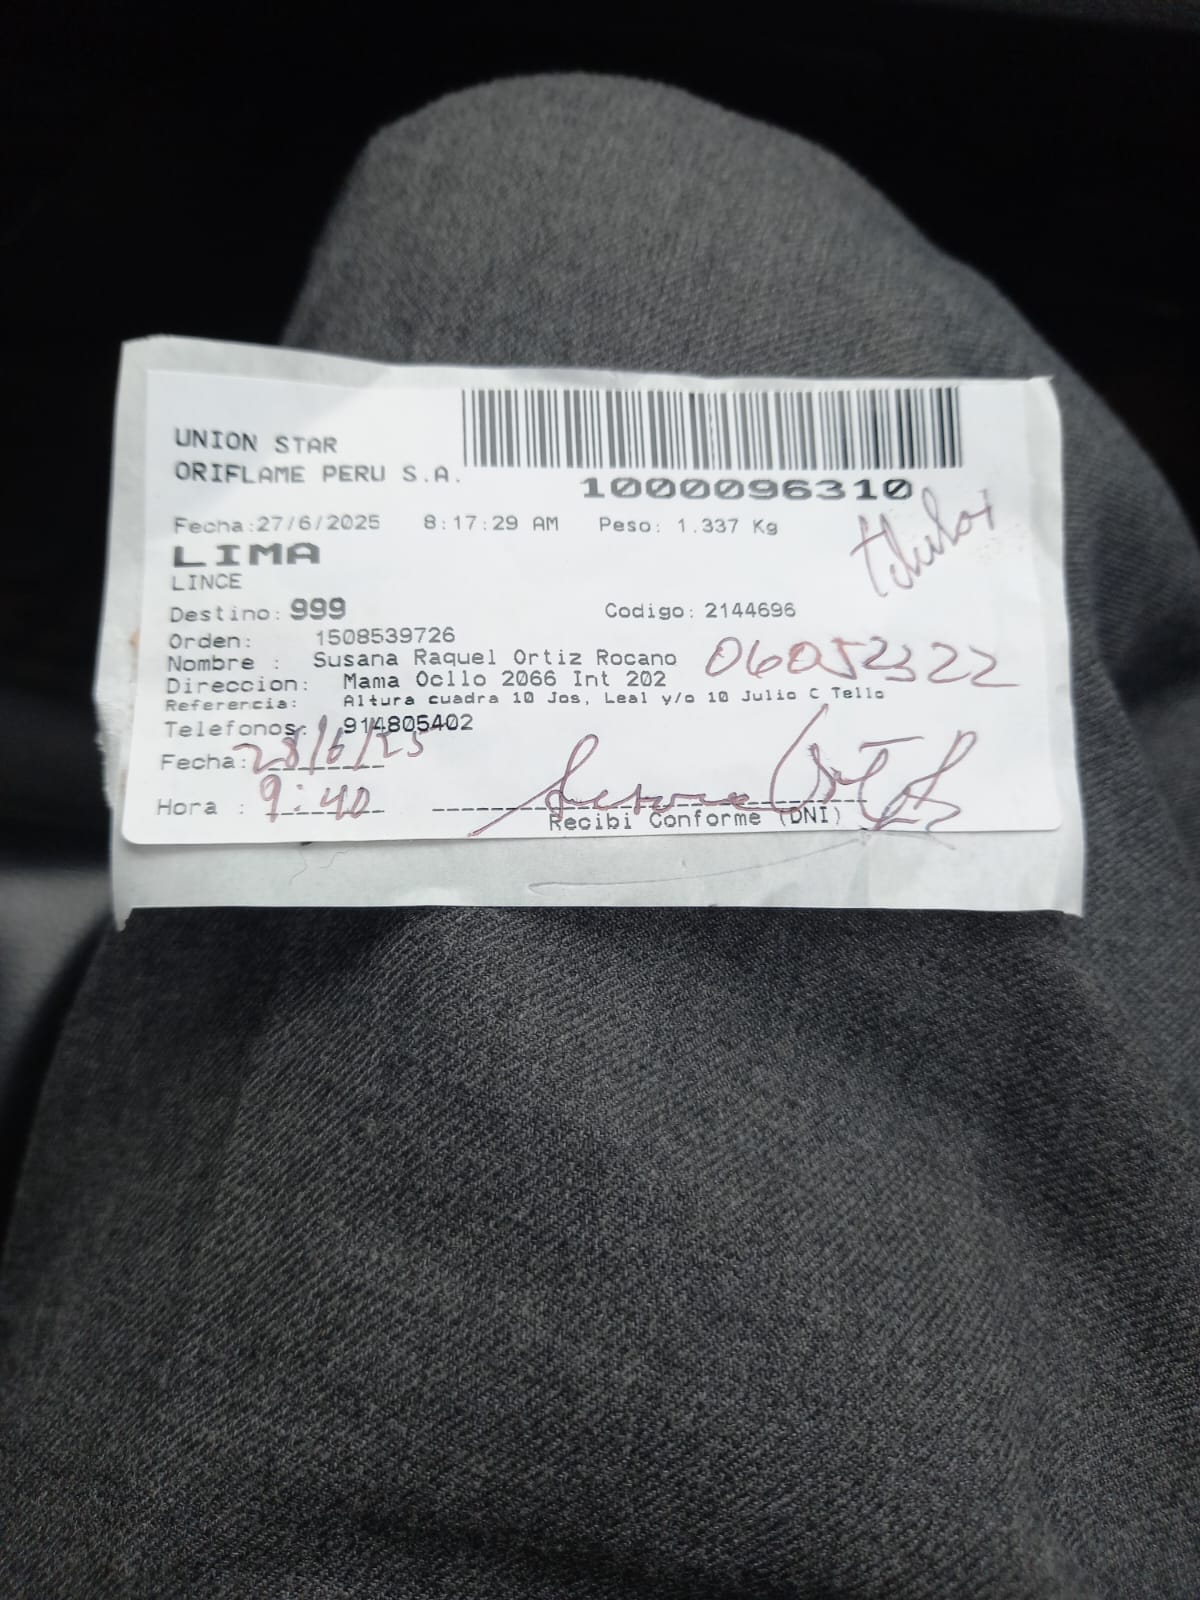 UNION STAR
ORIFLAME PERU S.A.
1000096310
Fecha:27/6/2025 8:17:29 AM Peso: 1.337 Kg
LIMA
titular
LINCE
Destino: 999 Codigo: 2144696
Orden: 1508539726
Nombre : Susana Raquel Ortiz Rocano 06052322
Direccion: Mama Ocllo 2066 Int 202
Referercia: Altura cuadra 10 Jos, Leal y/o 10 Julio C Tello
Telefonos: 914805402
Fecha: 28/6/25
Hora : 9:40
Recibi Conforme (DNI)